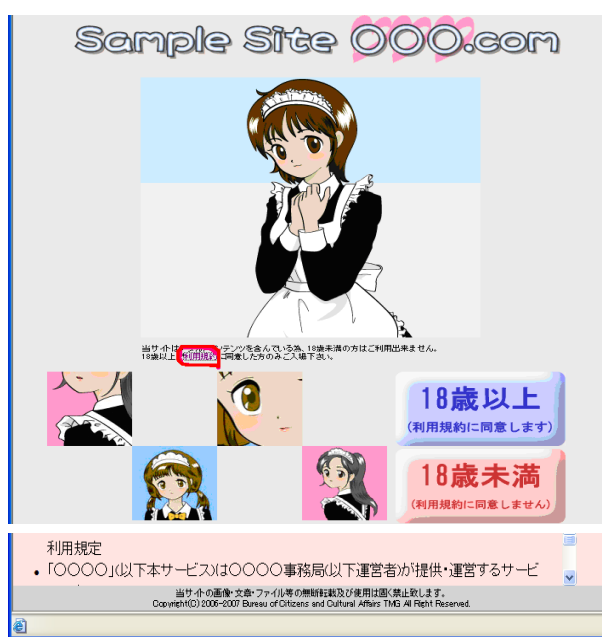 Sample Site OOO.com
当サイトは コンテンツを含んでいる為、18歳未満の方はご利用出来ません。
18歳以上 利用規約に同意した方のみご入場下さい。
18歳以上
(利用規約に同意します)
18歳未満
(利用規約に同意しません)
利用規定
・「○○○○」(以下本サービス)は○○○○事務局(以下運営者)が提供・運営するサービ
当サイトの画像・文章・ファイル等の無断転載及び使用は固く禁止致します。
Copyright(C) 2006-2007 Bureau of Citizens and Cultural Affairs TMG All Right Reserved.